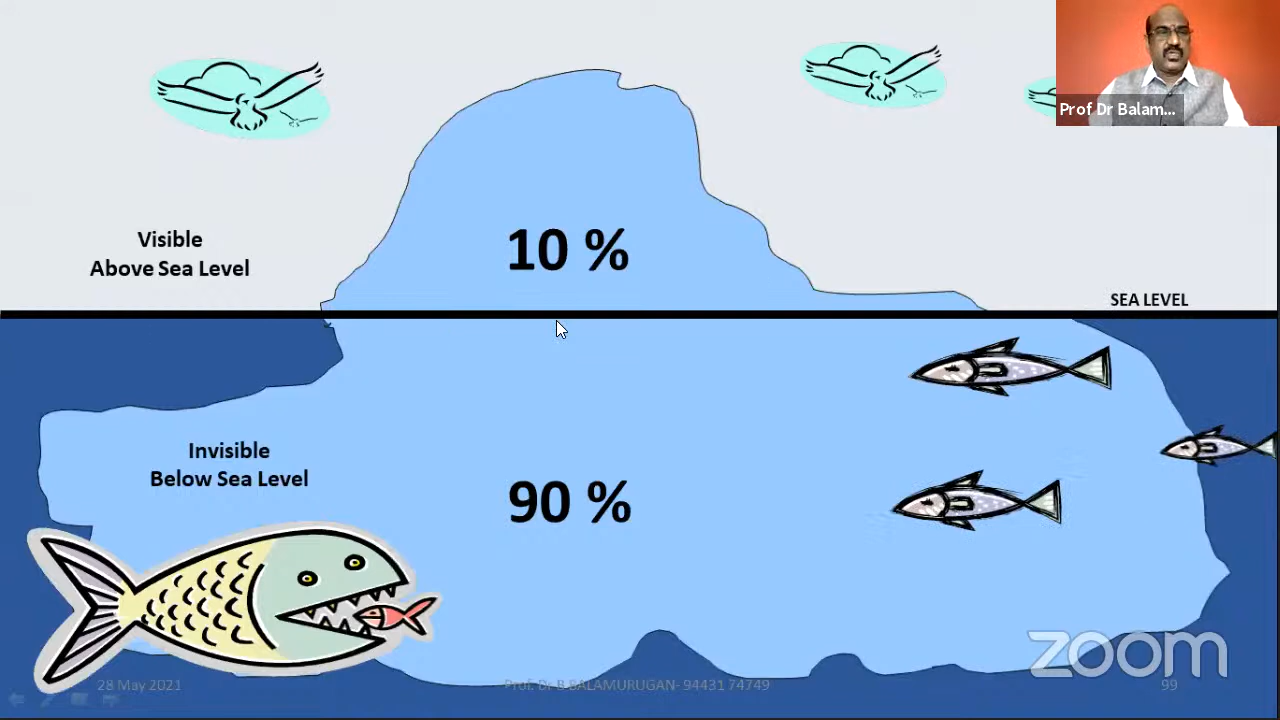 Prof Dr Balam...
Visible
Above Sea Level
10 %
SEA LEVEL
Invisible
Below Sea Level
90 %
zoom
28 May 2021
Prof. Dr B BALAMURUGAN- 94431 74749
99